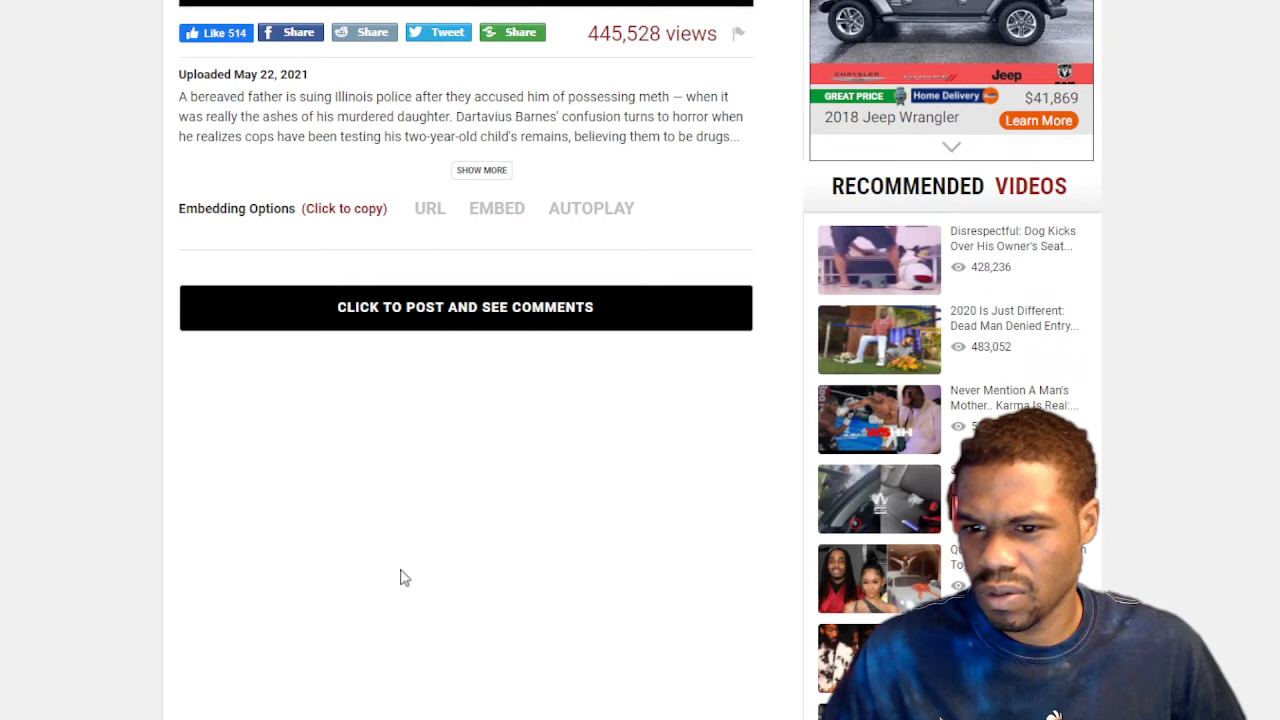 Like 514
Share
Share
Tweet
Share
445,528 views
Uploaded May 22, 2021
A bereaved father is suing Illinois police after they accused him of possessing meth — when it
was really the ashes of his murdered daughter. Dartavius Barnes' confusion turns to horror when
he realizes cops have been testing his two-year-old child's remains, believing them to be drugs...
SHOW MORE
Embedding Options (Click to copy) URL EMBED AUTOPLAY
CLICK TO POST AND SEE COMMENTS
CHRYSLER DODGE Jeep RAM
GREAT PRICE Home Delivery $41,869
2018 Jeep Wrangler Learn More
RECOMMENDED VIDEOS
Disrespectful: Dog Kicks
Over His Owner's Seat...
428,236
2020 Is Just Different:
Dead Man Denied Entry...
483,052
Never Mention A Man's
Mother.. Karma Is Real:...
WSHH